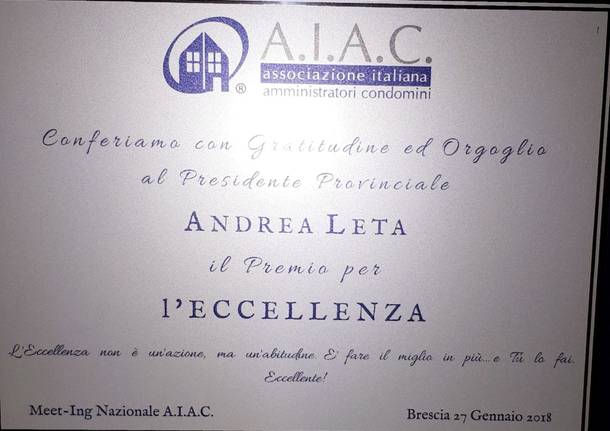 A.I.A.C.
®
associazione italiana
amministratori condomini
Conferiamo con Gratitudine ed Orgoglio
al Presidente Provinciale
ANDREA LETA
il Premio per
l'ECCELLENZA
L'Eccellenza non è un'azione, ma un'abitudine. E' fare il miglio in più...e Tu lo fai.
Eccellente!
Meet-Ing Nazionale A.I.A.C.
Brescia 27 Gennaio 2018